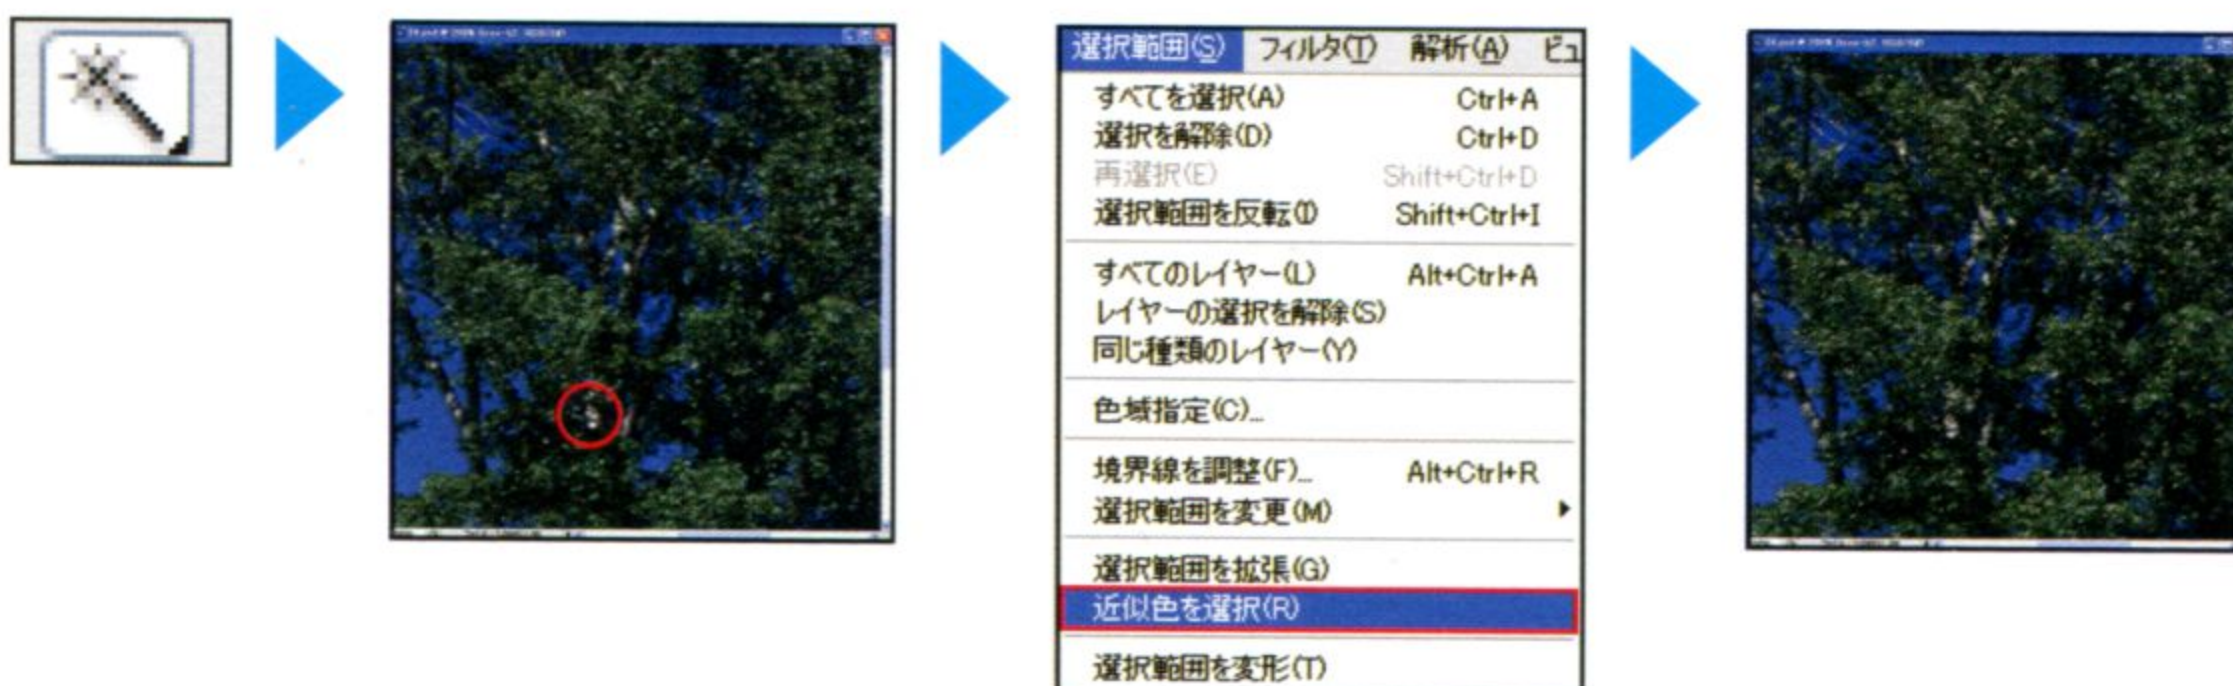 選択範囲(S) フィルタ(T) 解析(A) ビュ
すべてを選択(A) Ctrl+A
選択を解除(D) Ctrl+D
再選択(E) Shift+Ctrl+D
選択範囲を反転(I) Shift+Ctrl+I
すべてのレイヤー(L) Alt+Ctrl+A
レイヤーの選択を解除(S)
同じ種類のレイヤー(Y)
色域指定(C)...
境界線を調整(F)... Alt+Ctrl+R
選択範囲を変更(M)
選択範囲を拡張(G)
近似色を選択(R)
選択範囲を変形(T)